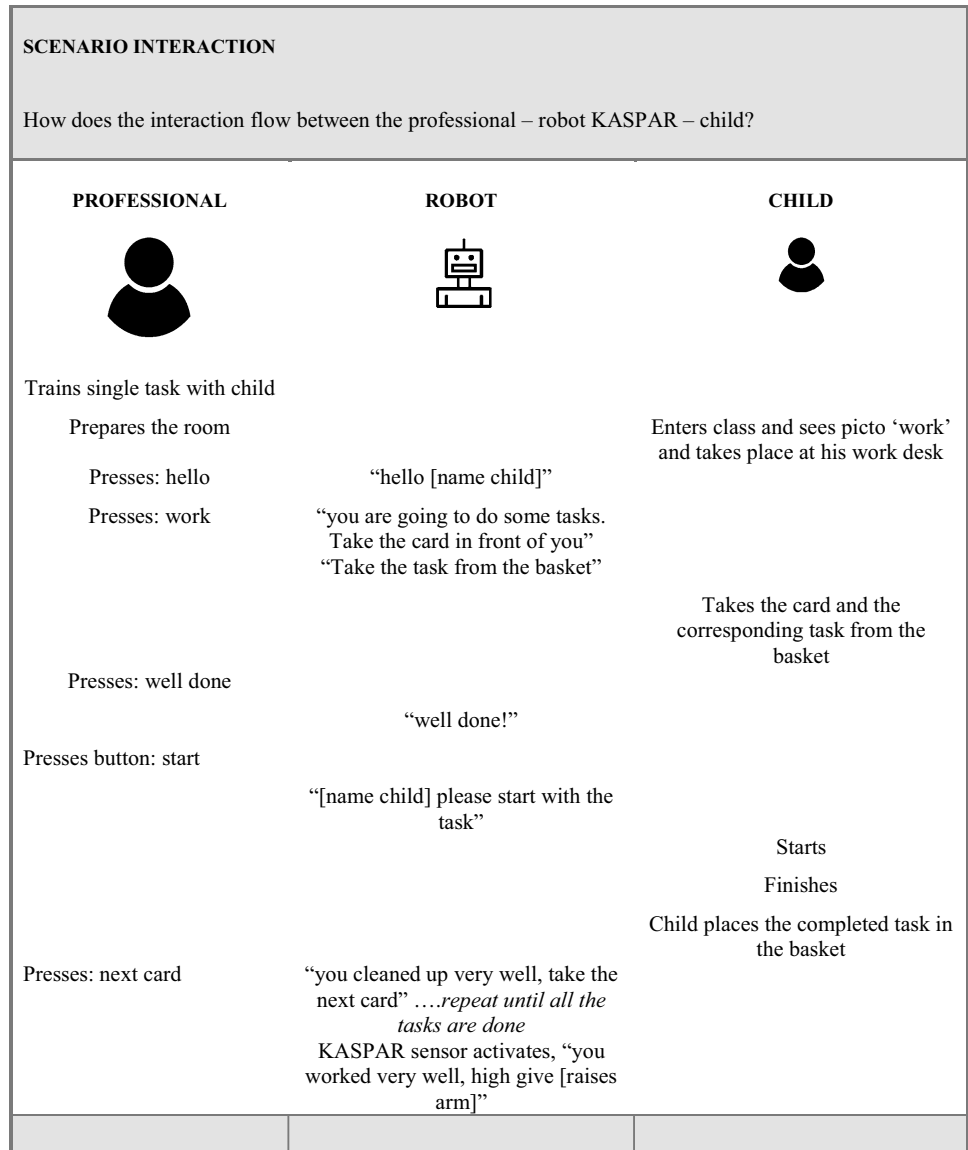 SCENARIO INTERACTION
How does the interaction flow between the professional – robot KASPAR – child?
PROFESSIONAL
ROBOT
CHILD
Trains single task with child
Prepares the room
Enters class and sees picto ‘work’
and takes place at his work desk
Presses: hello
“hello [name child]”
Presses: work
“you are going to do some tasks.
Take the card in front of you”
“Take the task from the basket”
Takes the card and the
corresponding task from the
basket
Presses: well done
“well done!”
Presses button: start
“[name child] please start with the
task”
Starts
Finishes
Child places the completed task in
the basket
Presses: next card
“you cleaned up very well, take the
next card” ….repeat until all the
tasks are done
KASPAR sensor activates, “you
worked very well, high give [raises
arm]”